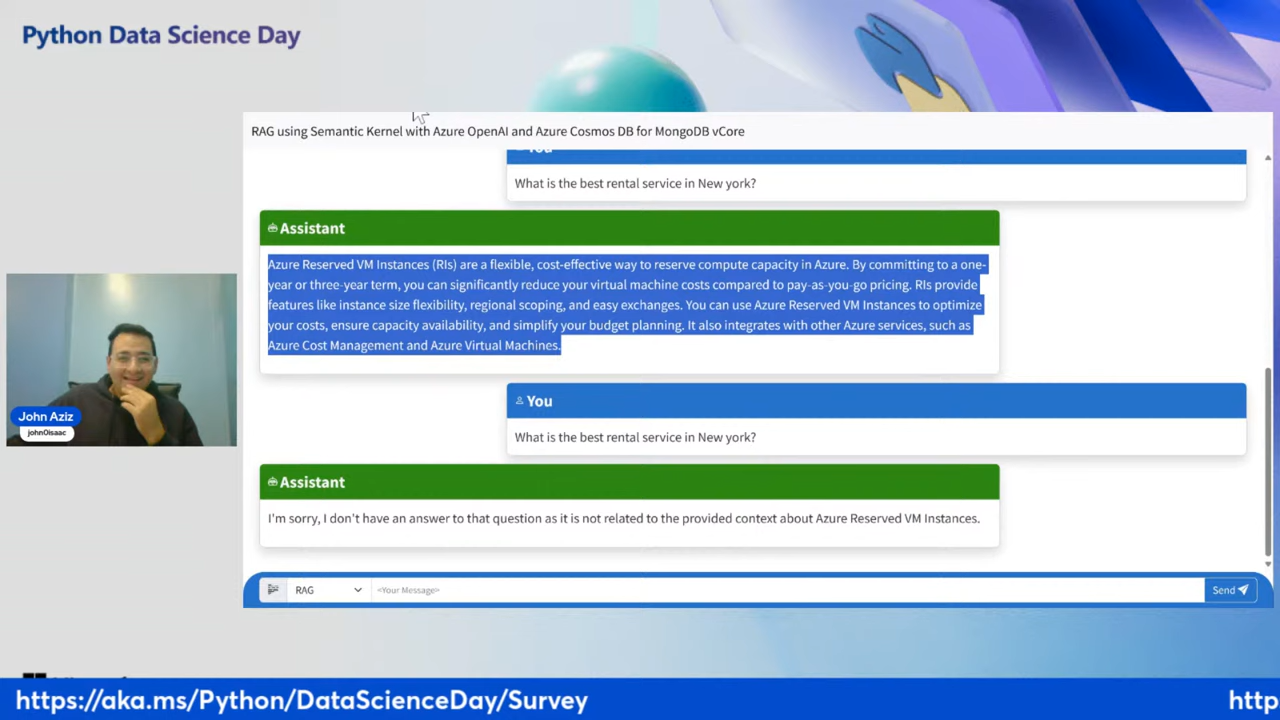 Python Data Science Day
RAG using Semantic Kernel with Azure OpenAI and Azure Cosmos DB for MongoDB vCore
You
What is the best rental service in New york?
Assistant
Azure Reserved VM Instances (RIs) are a flexible, cost-effective way to reserve compute capacity in Azure. By committing to a one-
year or three-year term, you can significantly reduce your virtual machine costs compared to pay-as-you-go pricing. RIs provide
features like instance size flexibility, regional scoping, and easy exchanges. You can use Azure Reserved VM Instances to optimize
your costs, ensure capacity availability, and simplify your budget planning. It also integrates with other Azure services, such as
Azure Cost Management and Azure Virtual Machines.
You
What is the best rental service in New york?
Assistant
I'm sorry, I don't have an answer to that question as it is not related to the provided context about Azure Reserved VM Instances.
John Aziz
john0isaac
RAG
<Your Message>
Send
https://aka.ms/Python/DataScienceDay/Survey
http